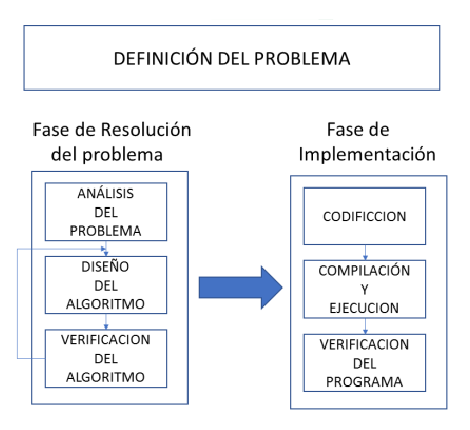 DEFINICIÓN DEL PROBLEMA
Fase de Resolución
del problema
ANÁLISIS
DEL
PROBLEMA
DISEÑO
DEL
ALGORITMO
VERIFICACION
DEL
ALGORITMO
Fase de
Implementación
CODIFICCION
COMPILACIÓN
Y
EJECUCION
VERIFICACION
DEL
PROGRAMA